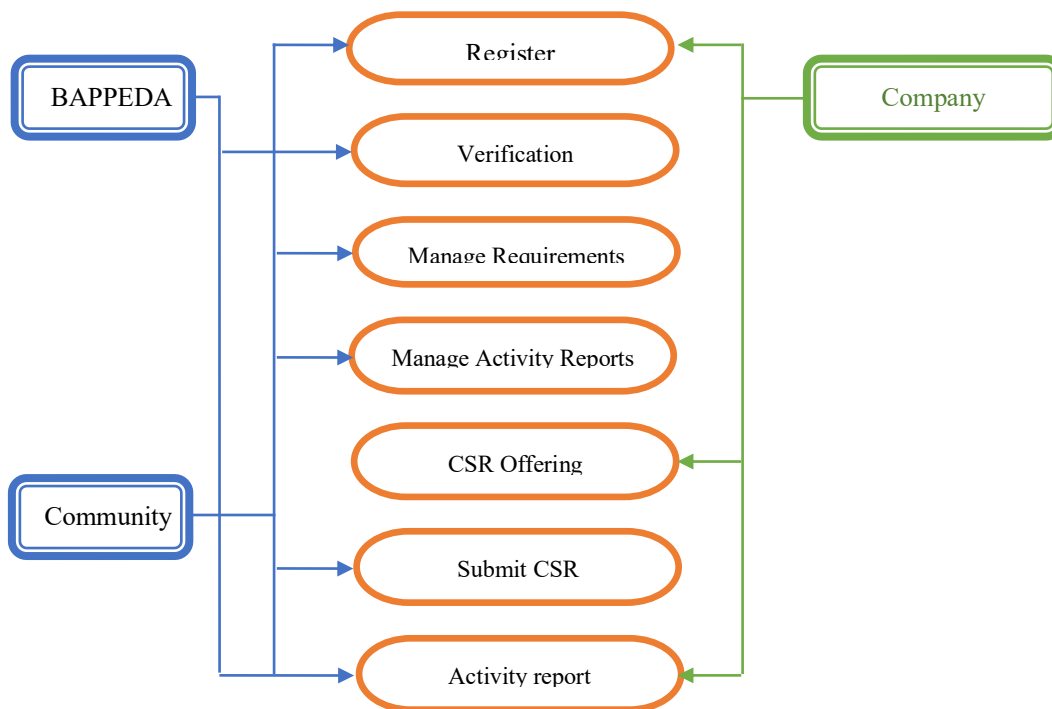 Register
BAPPEDA
Company
Verification
Manage Requirements
Manage Activity Reports
CSR Offering
Community
Submit CSR
Activity report